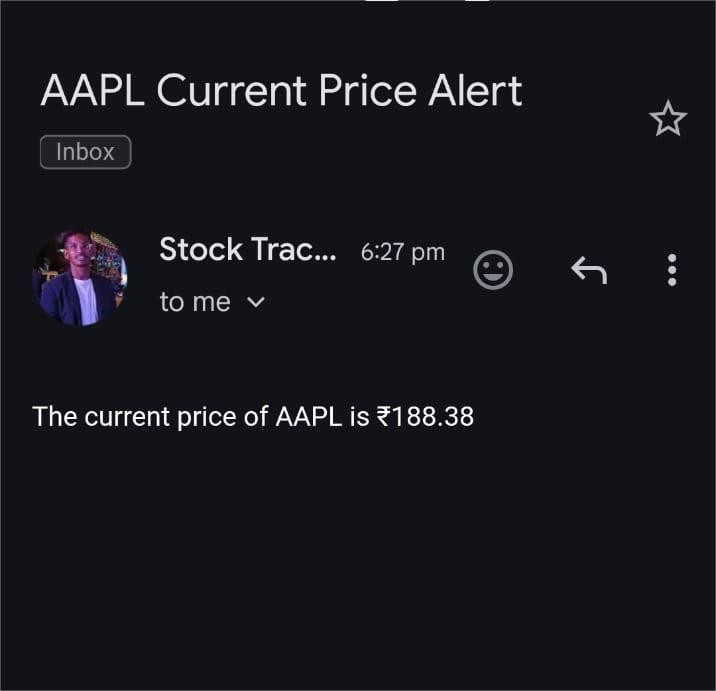 AAPL Current Price Alert
Inbox
Stock Trac... 6:27 pm
to me
The current price of AAPL is ₹188.38